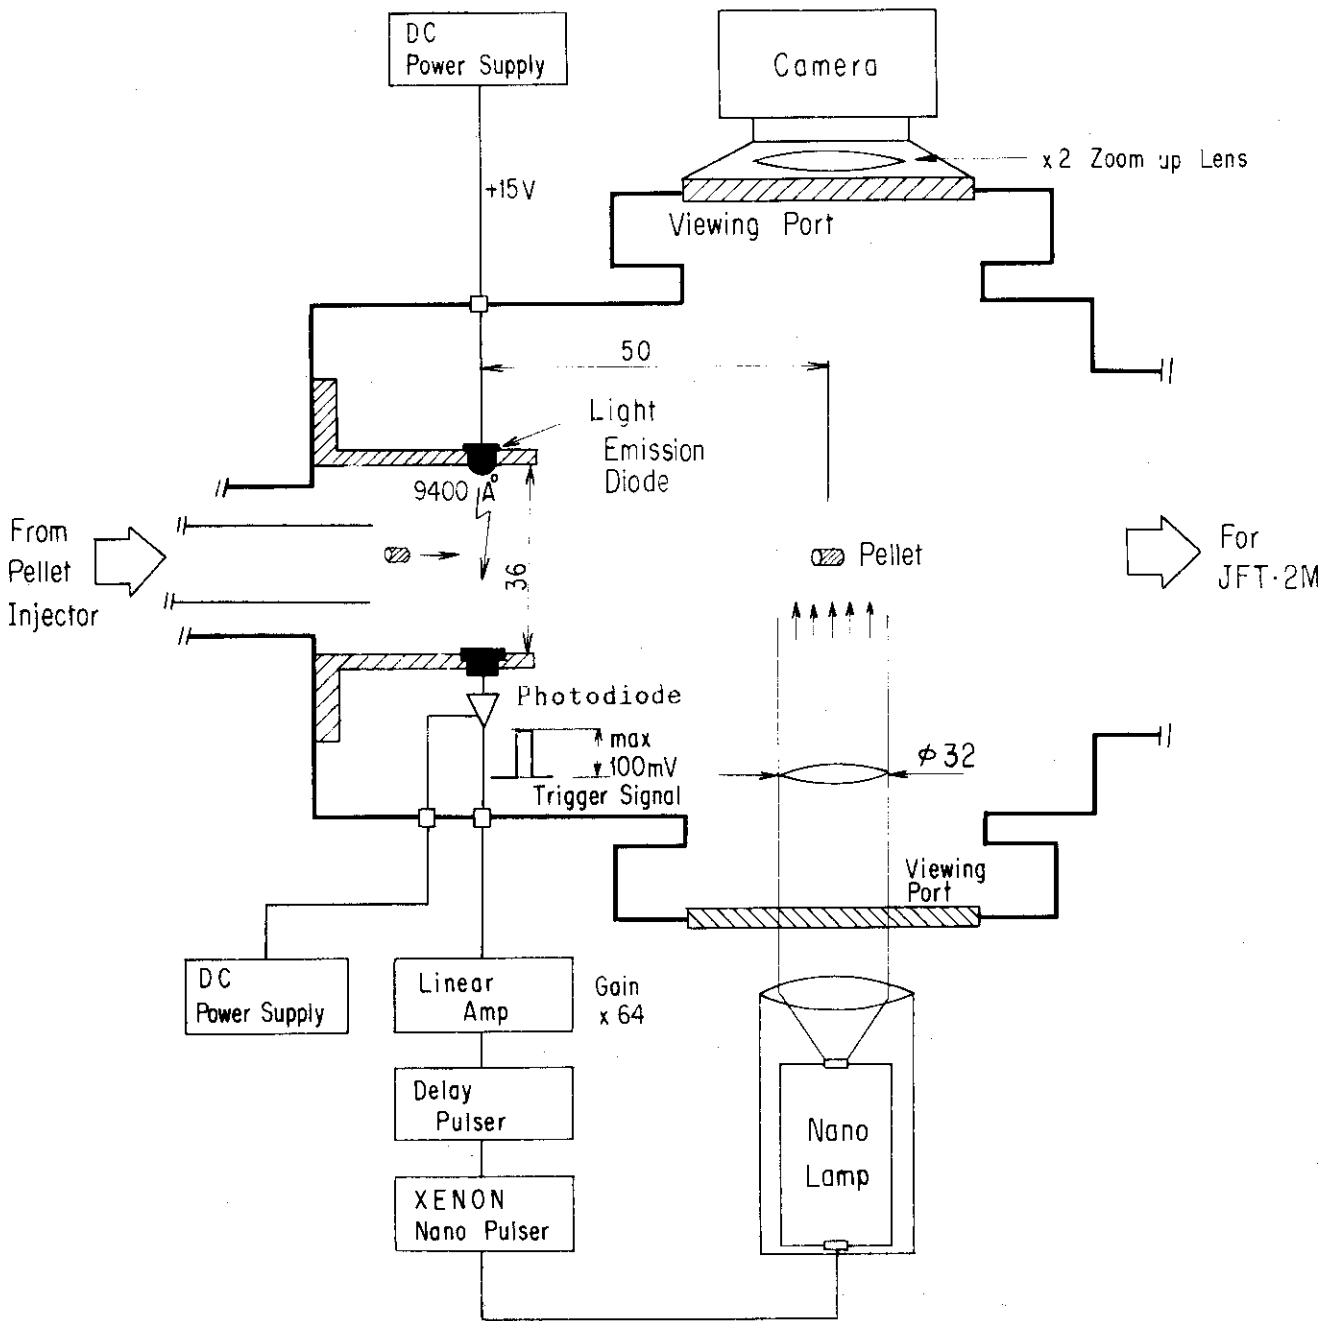 DC
Power Supply
Camera
x2 Zoom up Lens
+15V
Viewing Port
50
Light
Emission
Diode
9400 Å
From
Pellet
Injector
36
Pellet
For
JFT·2M
Photodiode
max
100mV
Trigger Signal
φ32
Viewing
Port
DC
Power Supply
Linear
Amp
Gain
x 64
Delay
Pulser
XENON
Nano Pulser
Nano
Lamp